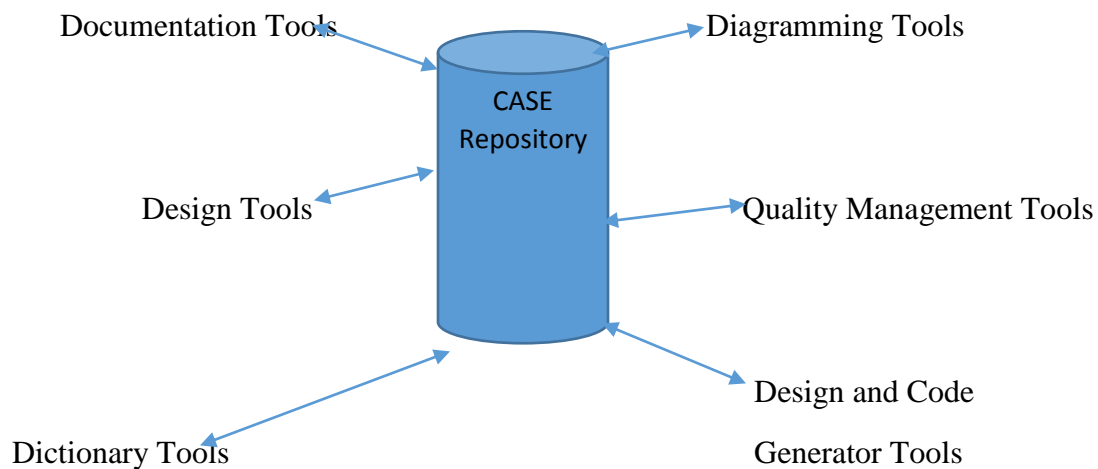 Documentation Tools
Diagramming Tools
CASE
Repository
Design Tools
Quality Management Tools
Design and Code
Generator Tools
Dictionary Tools